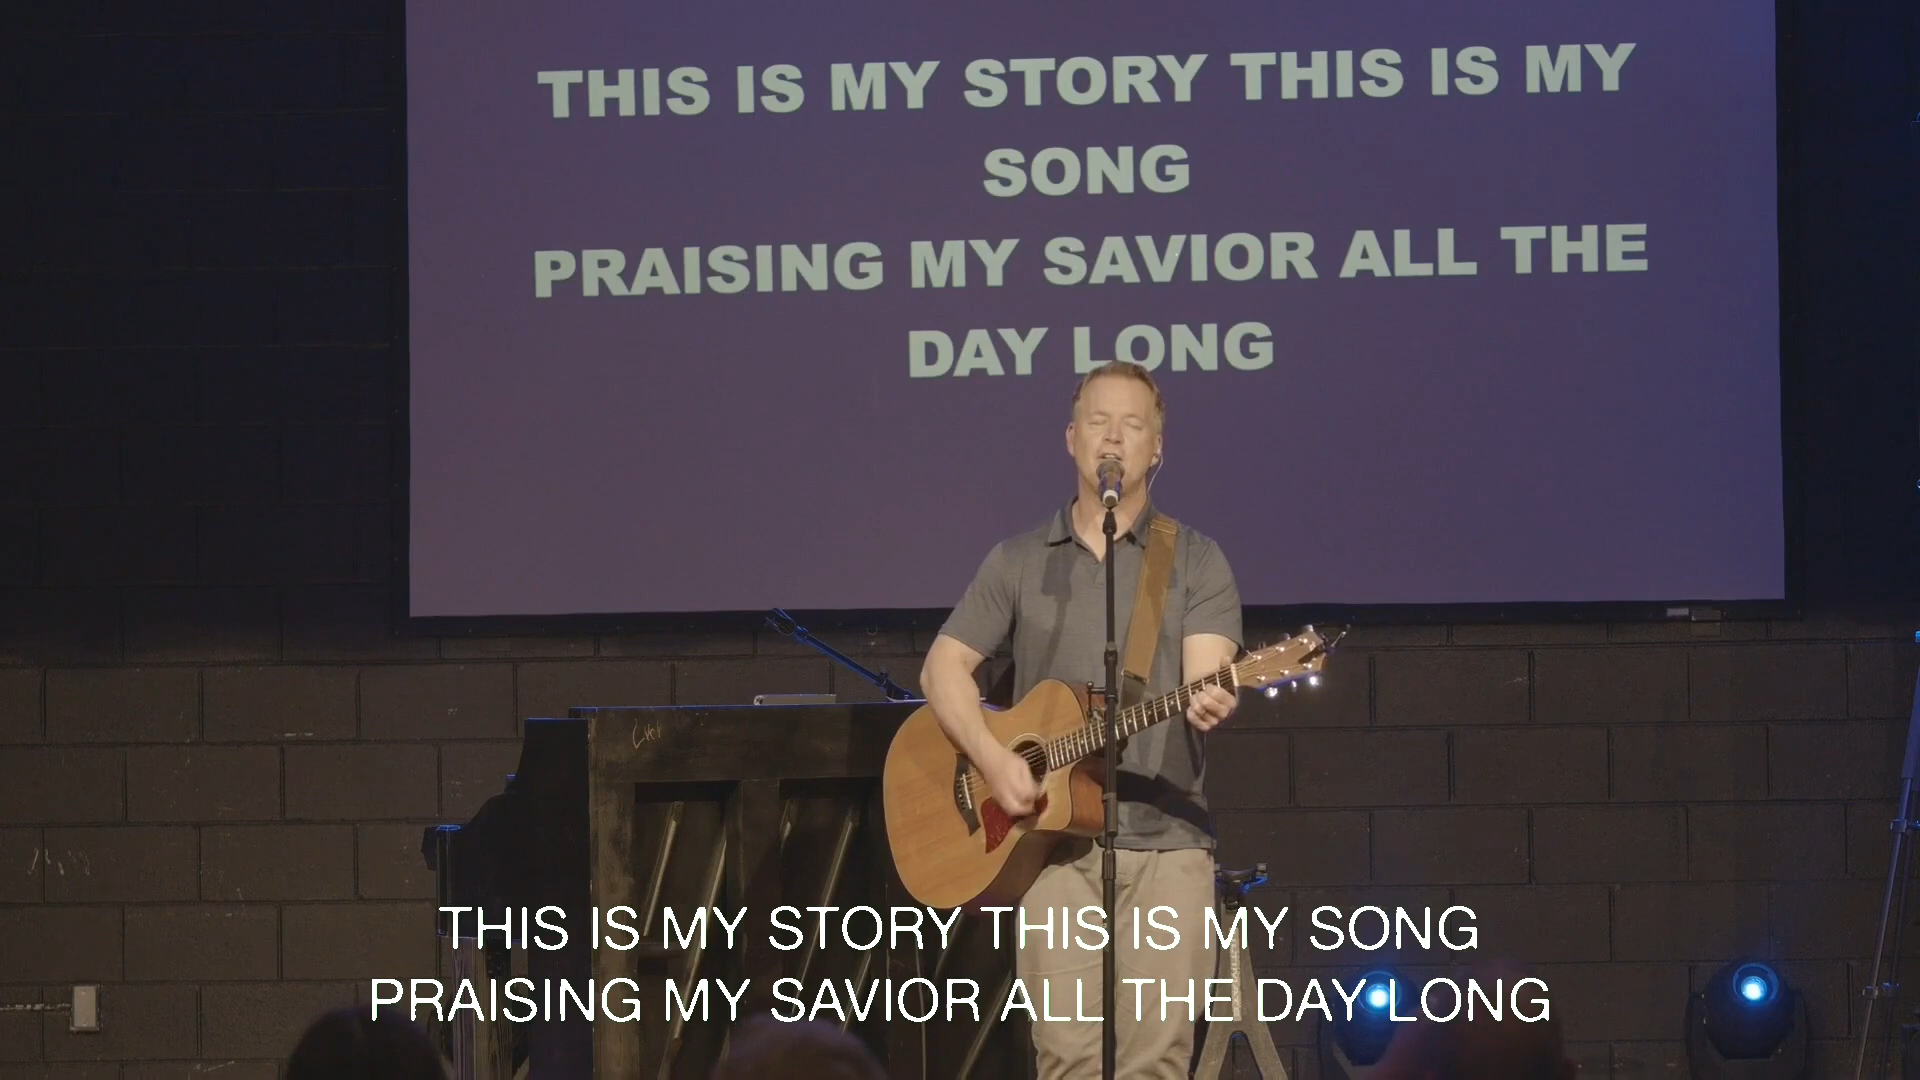 THIS IS MY STORY THIS IS MY
SONG
PRAISING MY SAVIOR ALL THE
DAY LONG
THIS IS MY STORY THIS IS MY SONG
PRAISING MY SAVIOR ALL THE DAY LONG